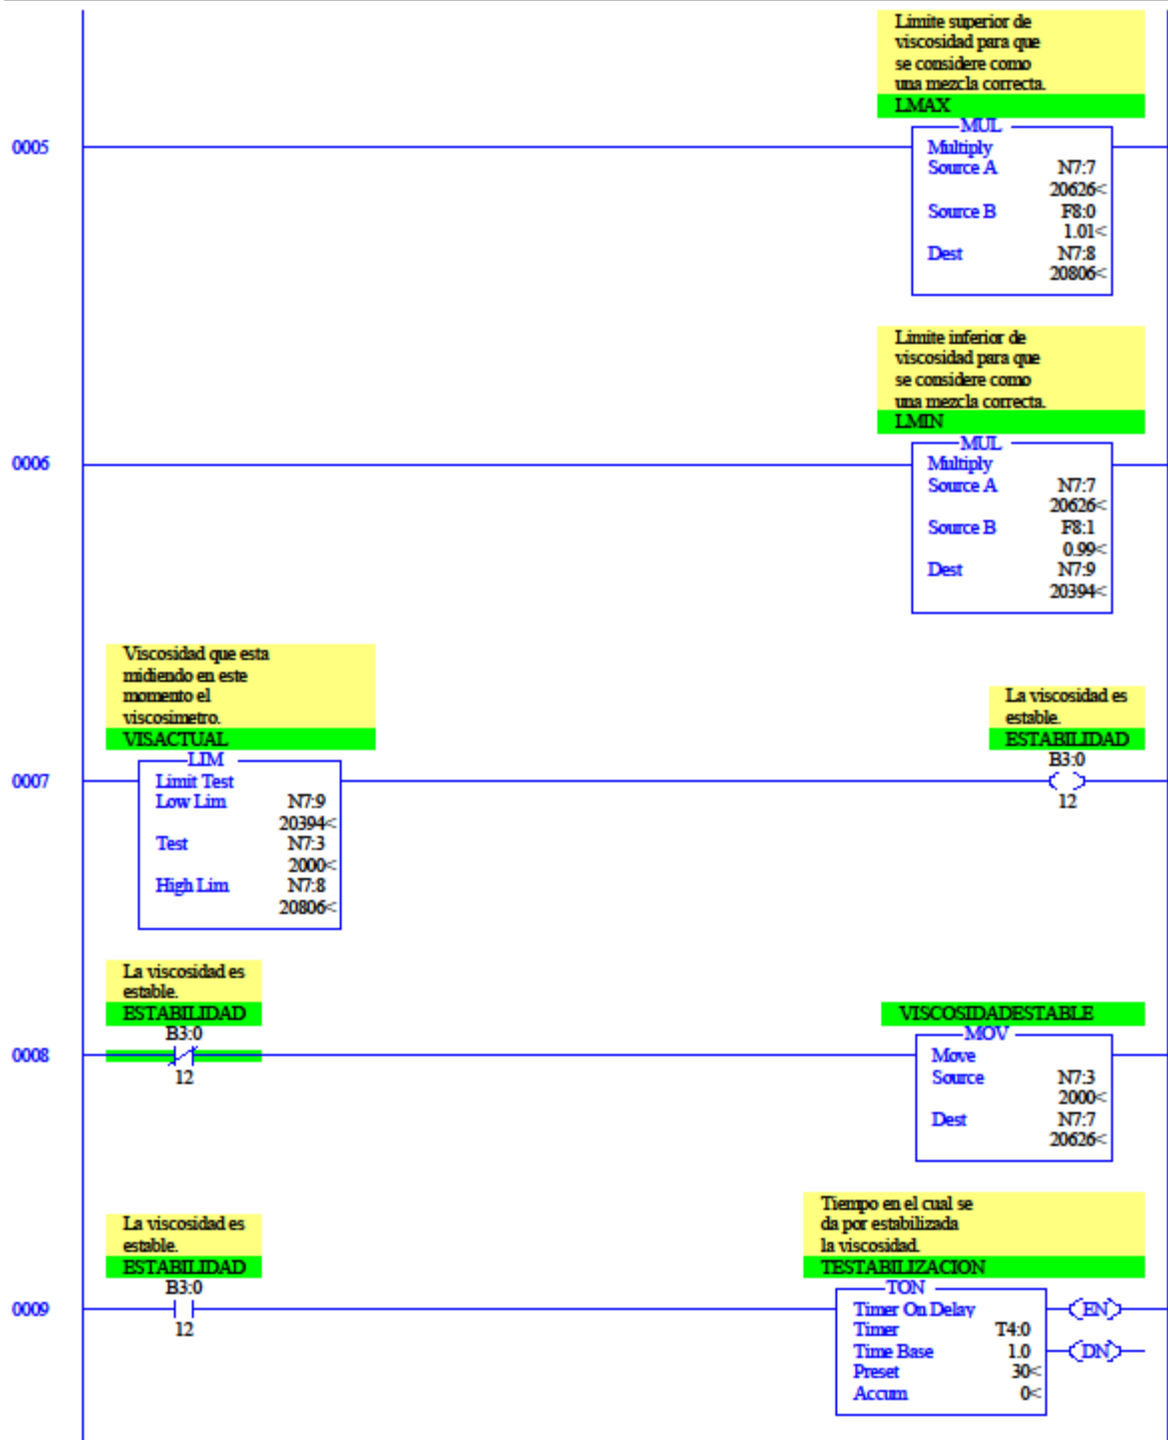 Limite superior de
viscosidad para que
se considere como
una mezcla correcta.
LMAX
MUL
0005
Multiply
Source A N7:7
20626<
Source B F8:0
1.01<
Dest N7:8
20806<
Limite inferior de
viscosidad para que
se considere como
una mezcla correcta.
LMIN
MUL
0006
Multiply
Source A N7:7
20626<
Source B F8:1
0.99<
Dest N7:9
20394<
Viscosidad que esta
midiendo en este
momento el
viscosimetro.
VISACTUAL
La viscosidad es
estable.
ESTABILIDAD
LIM
B3:0
0007
Limit Test
12
Low Lim N7:9
20394<
Test N7:3
2000<
High Lim N7:8
20806<
La viscosidad es
estable.
ESTABILIDAD
B3:0
VISCOSIDADESTABLE
MOV
0008
12
Move
Source N7:3
2000<
Dest N7:7
20626<
La viscosidad es
estable.
ESTABILIDAD
B3:0
Tiempo en el cual se
da por estabilizada
la viscosidad.
TESTABILIZACION
TON
0009
12
Timer On Delay EN
Timer T4:0
Time Base 1.0 DN
Preset 30<
Accum 0<